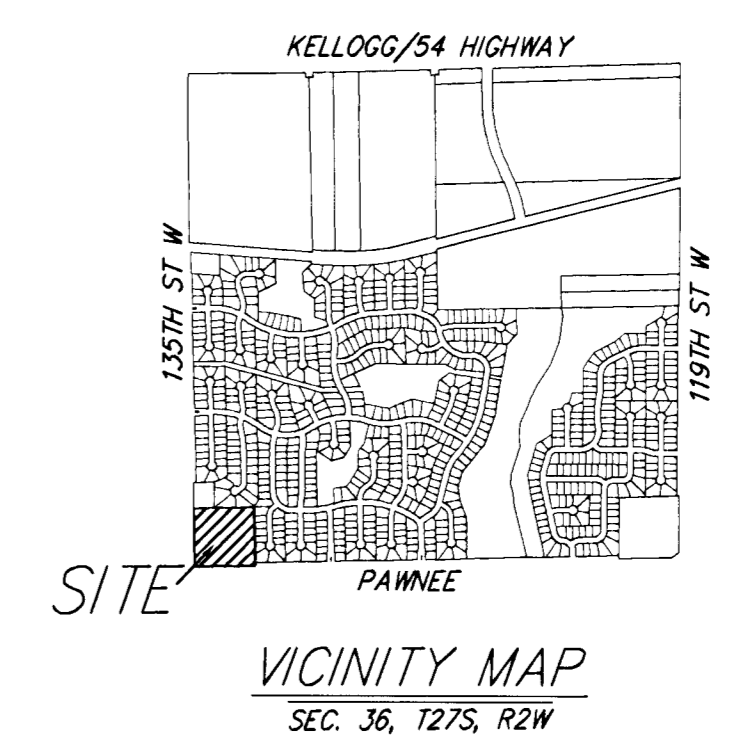 KELLOGG/54 HIGHWAY
135TH ST W
119TH ST W
PAWNEE
SITE
VICINITY MAP
SEC. 36, T27S, R2W